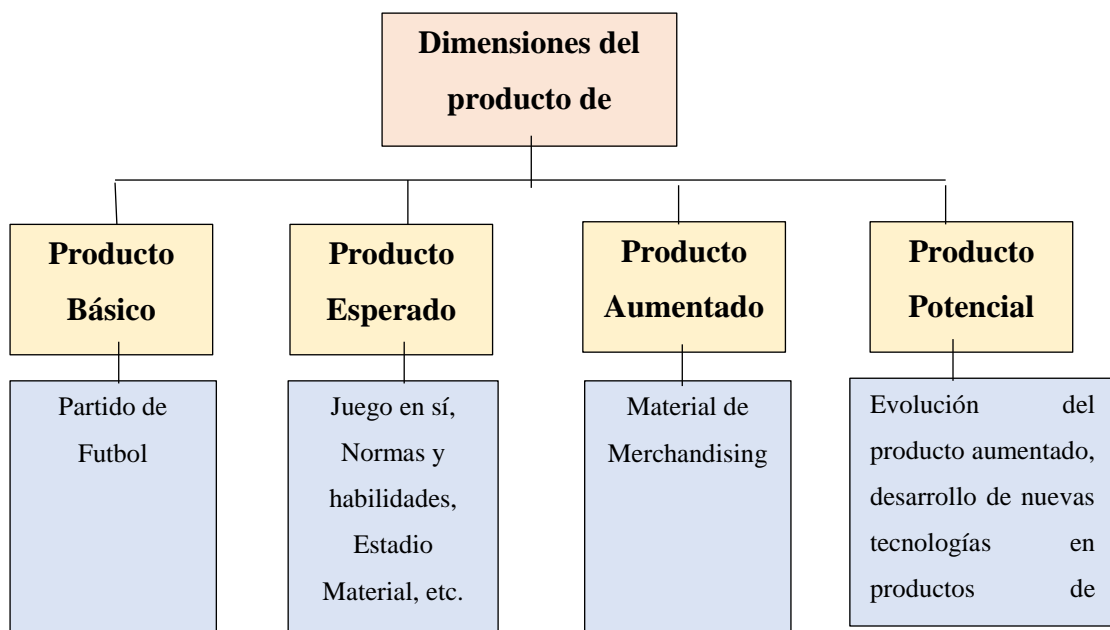 Dimensiones del
producto de
Producto
Básico
Producto
Esperado
Producto
Aumentado
Producto
Potencial
Partido de
Futbol
Juego en sí,
Normas y
habilidades,
Estadio
Material, etc.
Material de
Merchandising
Evolución del
producto aumentado,
desarrollo de nuevas
tecnologías en
productos de